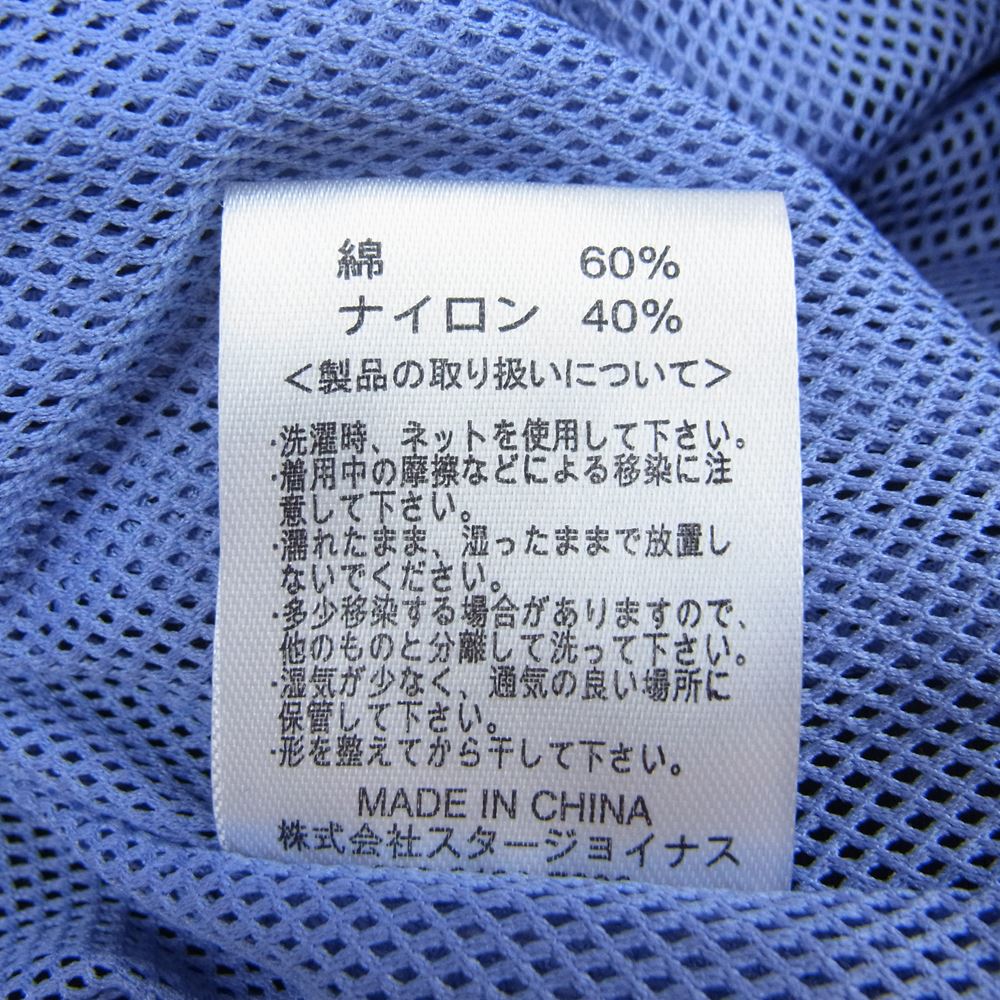 綿 60%
ナイロン 40%
<製品の取り扱いについて>
・洗濯時、ネットを使用して下さい。
・着用中の摩擦などによる移染に注
意して下さい。
・濡れたまま、湿ったままで放置し
ないでください。
・多少移染する場合がありますので、
他のものと分離して洗って下さい。
・湿気が少なく、通気の良い場所に
保管して下さい。
・形を整えてから干して下さい。
MADE IN CHINA
株式会社スタージョイナス